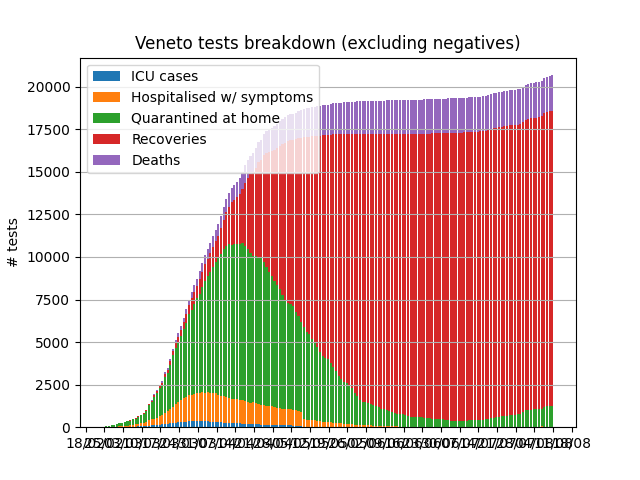 Veneto tests breakdown (excluding negatives)
ICU cases
Hospitalised w/ symptoms
Quarantined at home
Recoveries
Deaths
# tests
20000
17500
15000
12500
10000
7500
5000
2500
0